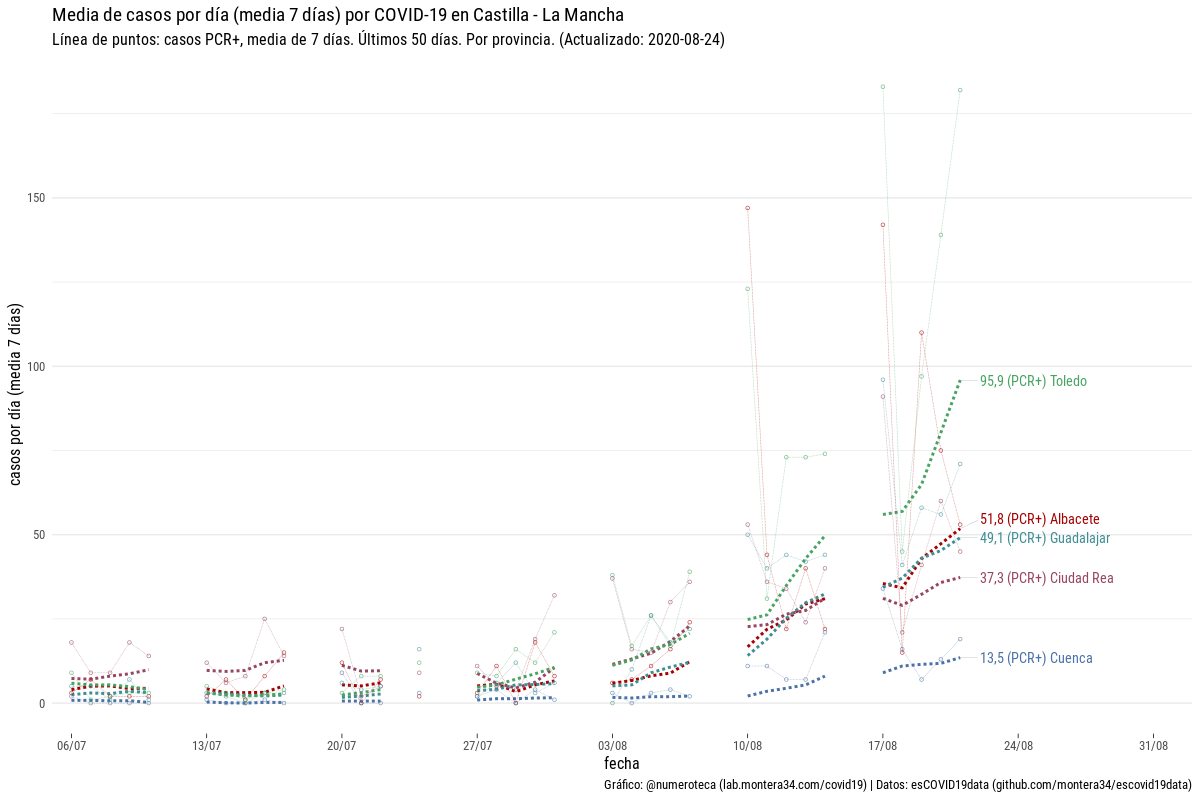 Media de casos por día (media 7 días) por COVID-19 en Castilla - La Mancha
Línea de puntos: casos PCR+, media de 7 días. Últimos 50 días. Por provincia. (Actualizado: 2020-08-24)
casos por día (media 7 días)
150
100
50
0
95,9 (PCR+) Toledo
51,8 (PCR+) Albacete
49,1 (PCR+) Guadalajar
37,3 (PCR+) Ciudad Rea
13,5 (PCR+) Cuenca
06/07 13/07 20/07 27/07 03/08 10/08 17/08 24/08 31/08
fecha
Gráfico: @numeroteca (lab.montera34.com/covid19) | Datos: esCOVID19data (github.com/montera34/escovid19data)